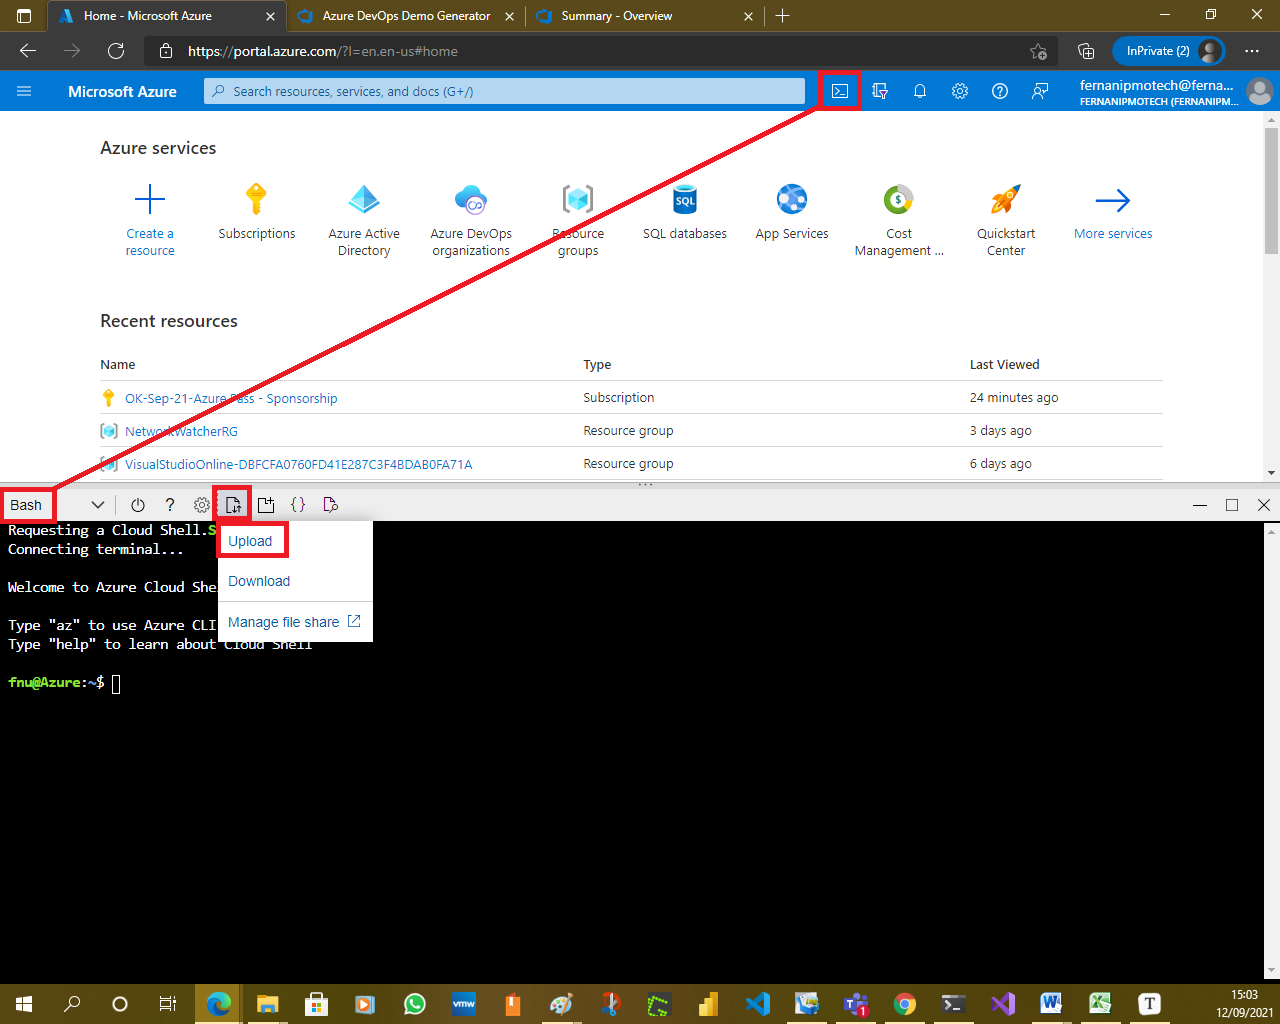 Home - Microsoft Azure
Azure DevOps Demo Generator
Summary - Overview
https://portal.azure.com/?l=en.en-us#home
InPrivate (2)
Microsoft Azure
Search resources, services, and docs (G+/)
fernanipmotech@ferna...
FERNANIPMOTECH (FERNANIPM...
Azure services
Create a resource
Subscriptions
Azure Active Directory
Azure DevOps organizations
Resource groups
SQL
SQL databases
App Services
Cost Management ...
Quickstart Center
More services
Recent resources
Name Type Last Viewed
OK-Sep-21-Azure Pass - Sponsorship Subscription 24 minutes ago
NetworkWatcherRG Resource group 3 days ago
VisualStudioOnline-DBFCFA0760FD41E287C3F4BDAB0FA71A Resource group 6 days ago
Bash
?
{}
Upload
Download
Manage file share
Requesting a Cloud Shell.S
Connecting terminal...
Welcome to Azure Cloud She
Type "az" to use Azure CLI
Type "help" to learn about Cloud Shell
fnu@Azure:~$
vmw
1
T
15:03
12/09/2021